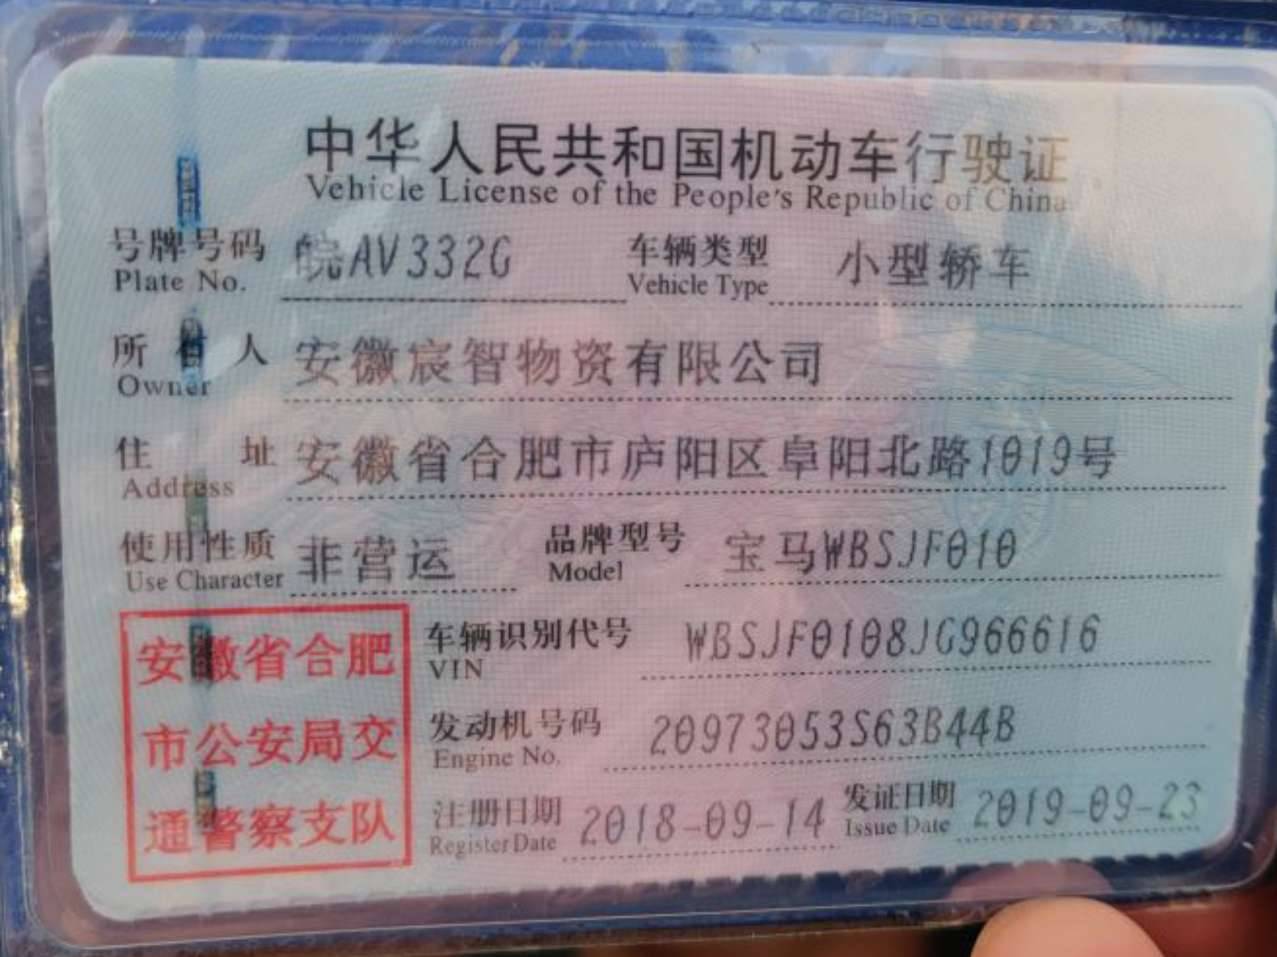 中华人民共和国机动车行驶证
Vehicle License of the People's Republic of China
号牌号码 皖AV332G 车辆类型 小型轿车
Plate No. Vehicle Type
所有人 安徽宸智物资有限公司
Owner
住址 安徽省合肥市庐阳区阜阳北路1019号
Address
使用性质 非营运 品牌型号 宝马WBSJF010
Use Character Model
车辆识别代号 WBSJF0108JG966616
VIN
发动机号码 20973053S63B44B
Engine No.
注册日期 2018-09-14 发证日期 2019-09-23
Register Date Issue Date
安徽省合肥
市公安局交
通警察支队